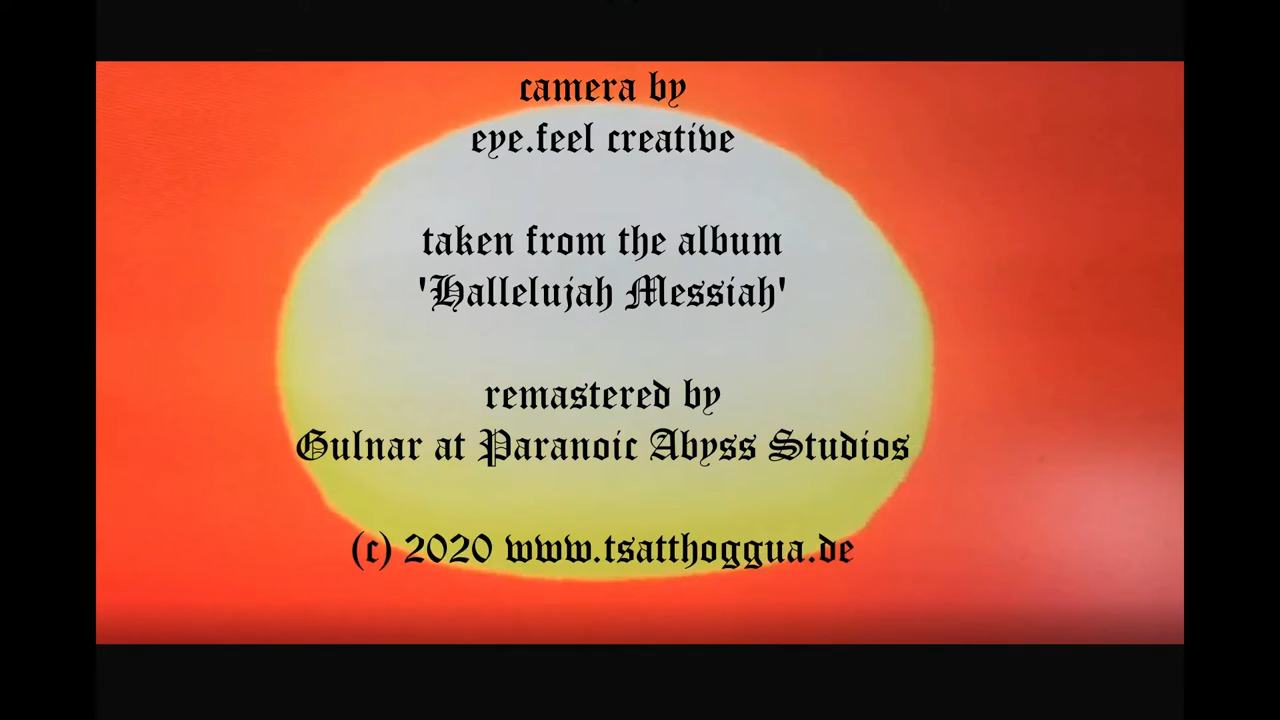 camera by
eye.feel creative
taken from the album
'Hallelujah Messiah'
remastered by
Gulnar at Paranoic Abyss Studios
(c) 2020 www.tsatthoggua.de